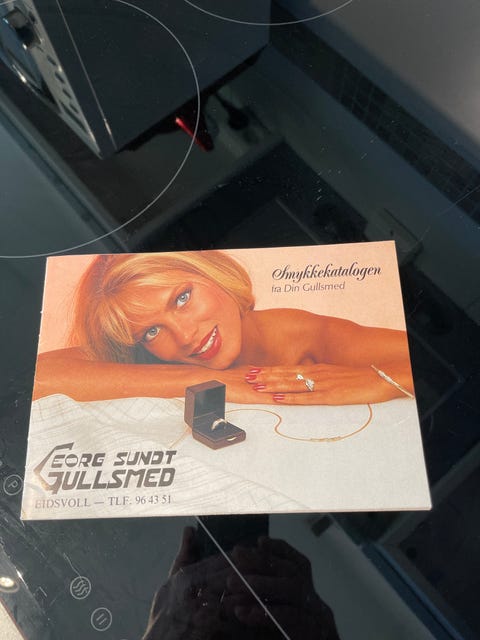 Smykkekatalogen
fra Din Gullsmed
GEORG SUNDT
GULLSMED
EIDSVOLL — TLF. 96 43 51